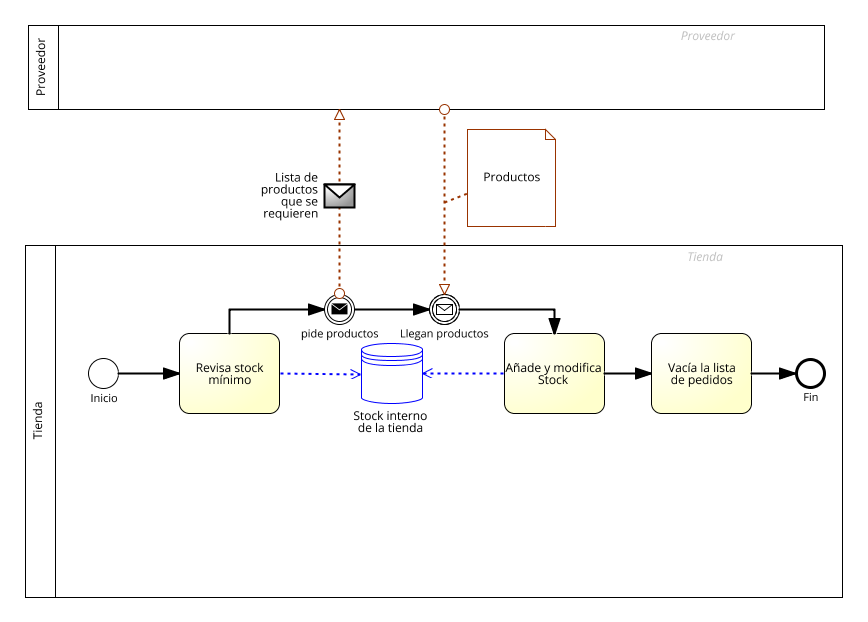 Proveedor
Proveedor
Lista de
productos
que se
requieren
Productos
Tienda
Tienda
pide productos
Llegan productos
Inicio
Revisa stock
mínimo
Stock interno
de la tienda
Añade y modifica
Stock
Vacía la lista
de pedidos
Fin